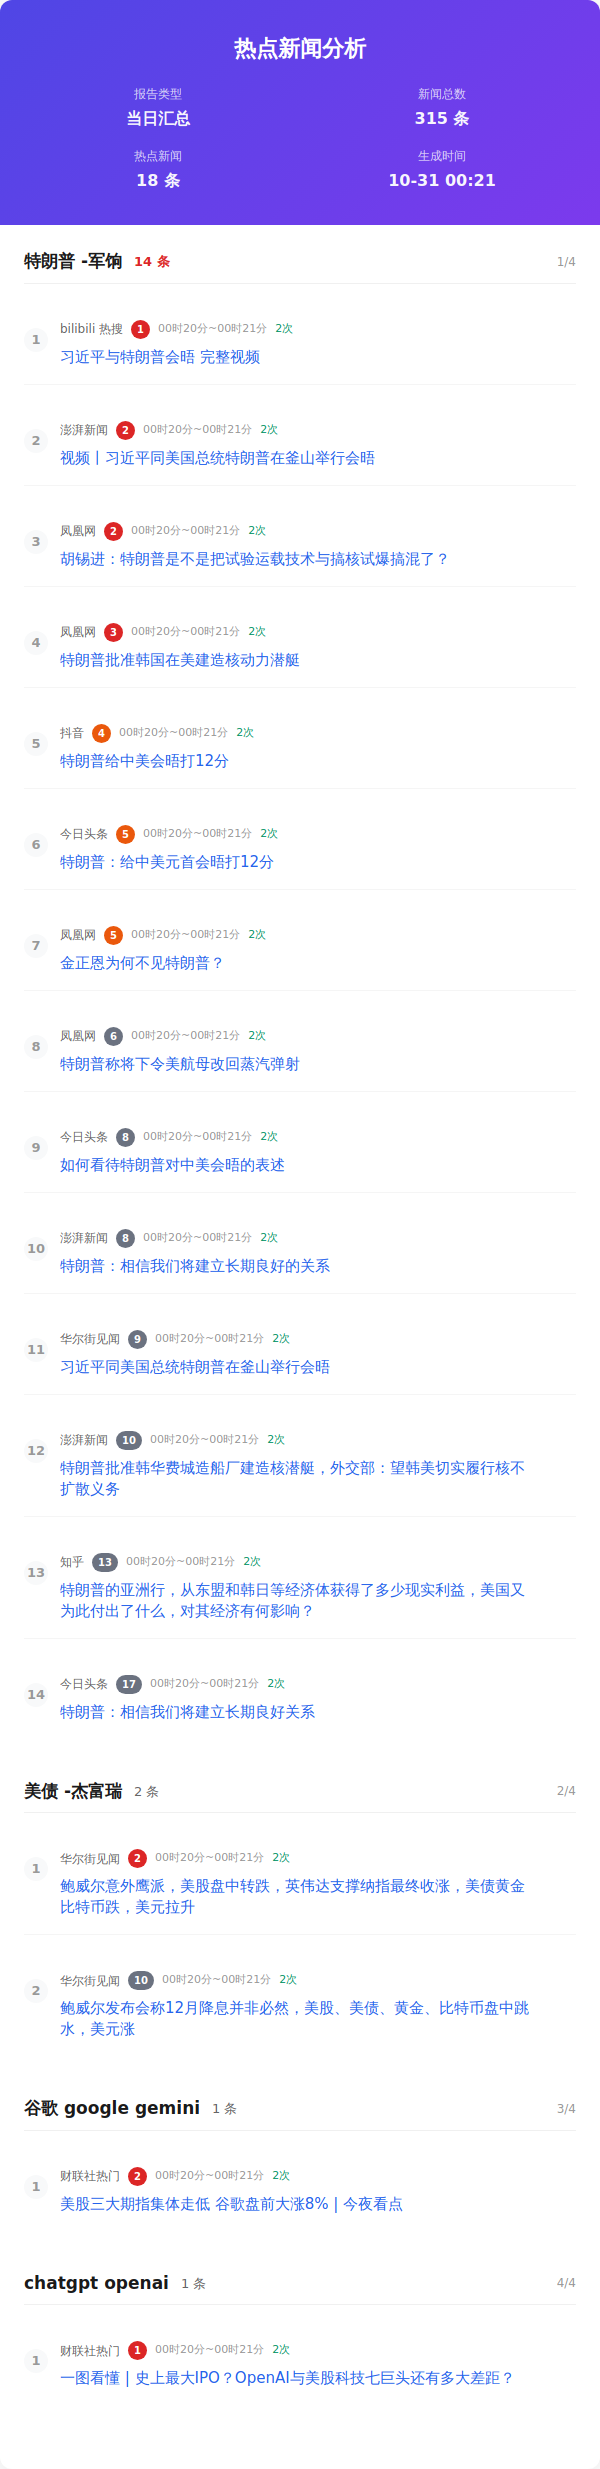 热点新闻分析
报告类型
当日汇总
新闻总数
315 条
热点新闻
18 条
生成时间
10-31 00:21
特朗普 -军饷 14 条 1/4
1
bilibili 热搜 1 00时20分~00时21分 2次
习近平与特朗普会晤 完整视频
2
澎湃新闻 2 00时20分~00时21分 2次
视频丨习近平同美国总统特朗普在釜山举行会晤
3
凤凰网 2 00时20分~00时21分 2次
胡锡进：特朗普是不是把试验运载技术与搞核试爆搞混了？
4
凤凰网 3 00时20分~00时21分 2次
特朗普批准韩国在美建造核动力潜艇
5
抖音 4 00时20分~00时21分 2次
特朗普给中美会晤打12分
6
今日头条 5 00时20分~00时21分 2次
特朗普：给中美元首会晤打12分
7
凤凰网 5 00时20分~00时21分 2次
金正恩为何不见特朗普？
8
凤凰网 6 00时20分~00时21分 2次
特朗普称将下令美航母改回蒸汽弹射
9
今日头条 8 00时20分~00时21分 2次
如何看待特朗普对中美会晤的表述
10
澎湃新闻 8 00时20分~00时21分 2次
特朗普：相信我们将建立长期良好的关系
11
华尔街见闻 9 00时20分~00时21分 2次
习近平同美国总统特朗普在釜山举行会晤
12
澎湃新闻 10 00时20分~00时21分 2次
特朗普批准韩华费城造船厂建造核潜艇，外交部：望韩美切实履行核不
扩散义务
13
知乎 13 00时20分~00时21分 2次
特朗普的亚洲行，从东盟和韩日等经济体获得了多少现实利益，美国又
为此付出了什么，对其经济有何影响？
14
今日头条 17 00时20分~00时21分 2次
特朗普：相信我们将建立长期良好关系
美债 -杰富瑞 2 条 2/4
1
华尔街见闻 2 00时20分~00时21分 2次
鲍威尔意外鹰派，美股盘中转跌，英伟达支撑纳指最终收涨，美债黄金
比特币跌，美元拉升
2
华尔街见闻 10 00时20分~00时21分 2次
鲍威尔发布会称12月降息并非必然，美股、美债、黄金、比特币盘中跳
水，美元涨
谷歌 google gemini 1 条 3/4
1
财联社热门 2 00时20分~00时21分 2次
美股三大期指集体走低 谷歌盘前大涨8% | 今夜看点
chatgpt openai 1 条 4/4
1
财联社热门 1 00时20分~00时21分 2次
一图看懂 | 史上最大IPO？OpenAI与美股科技七巨头还有多大差距？